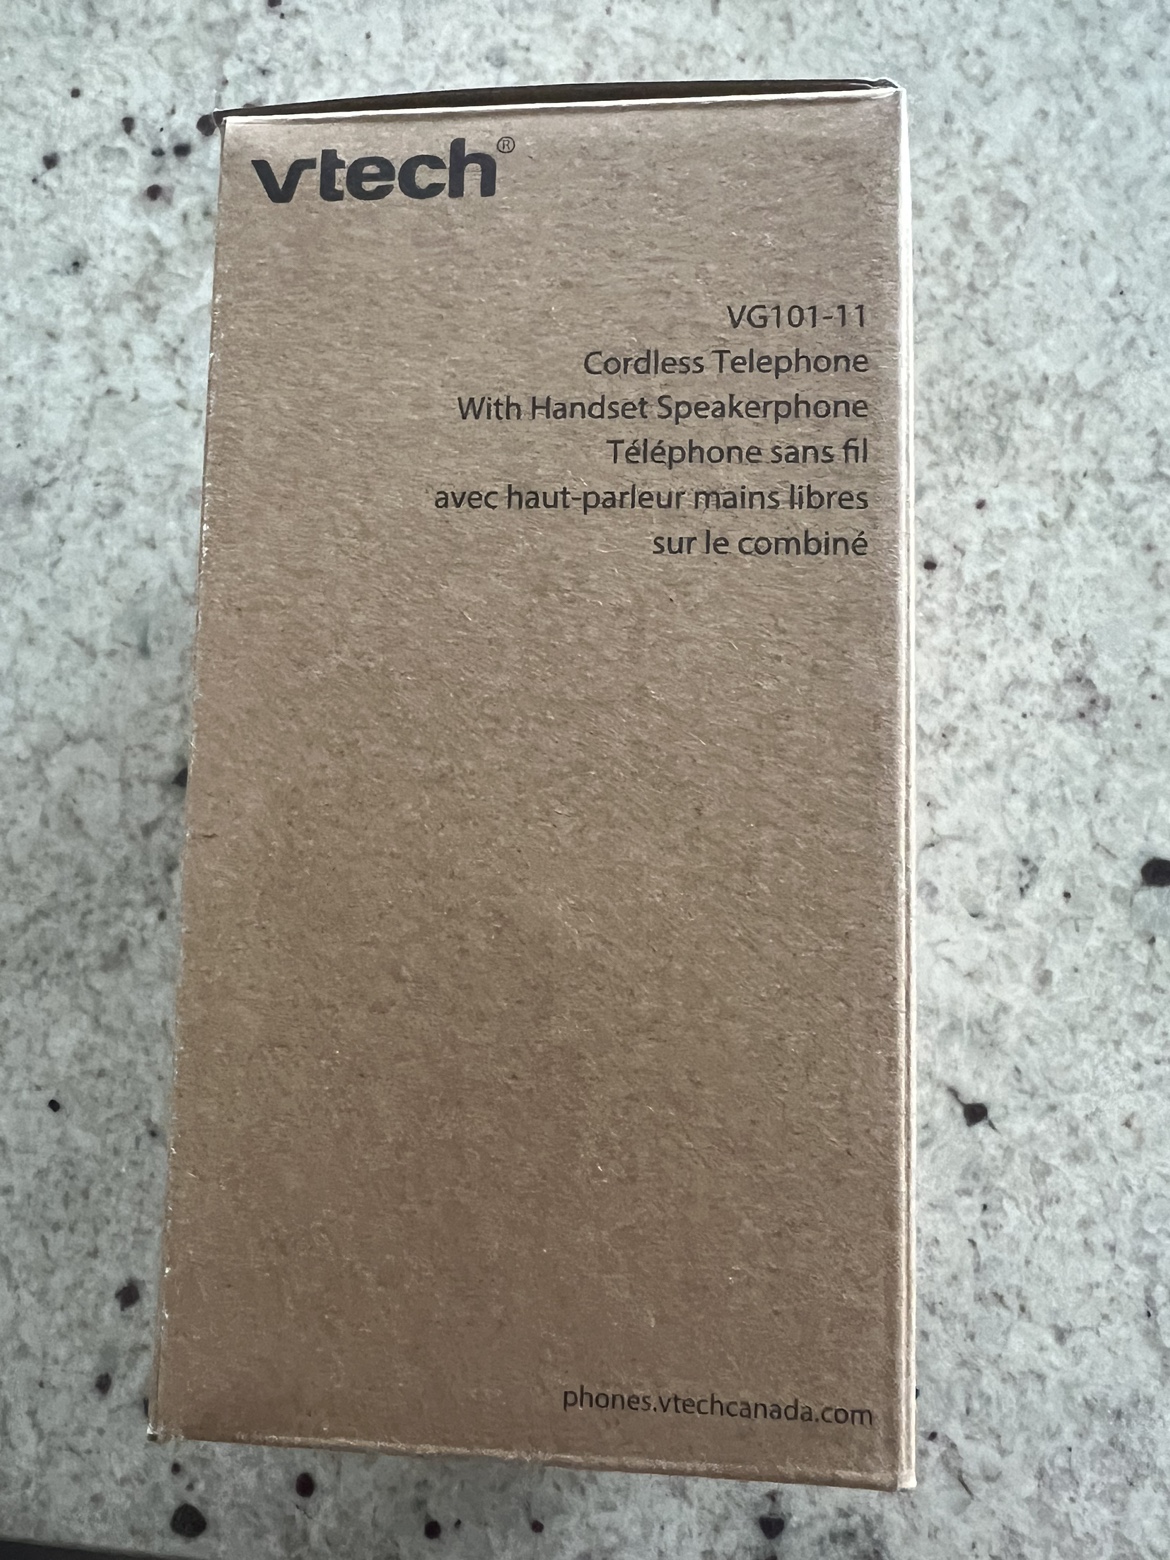 vtech®
VG101-11
Cordless Telephone
With Handset Speakerphone
Téléphone sans fil
avec haut-parleur mains libres
sur le combiné
phones.vtechcanada.com